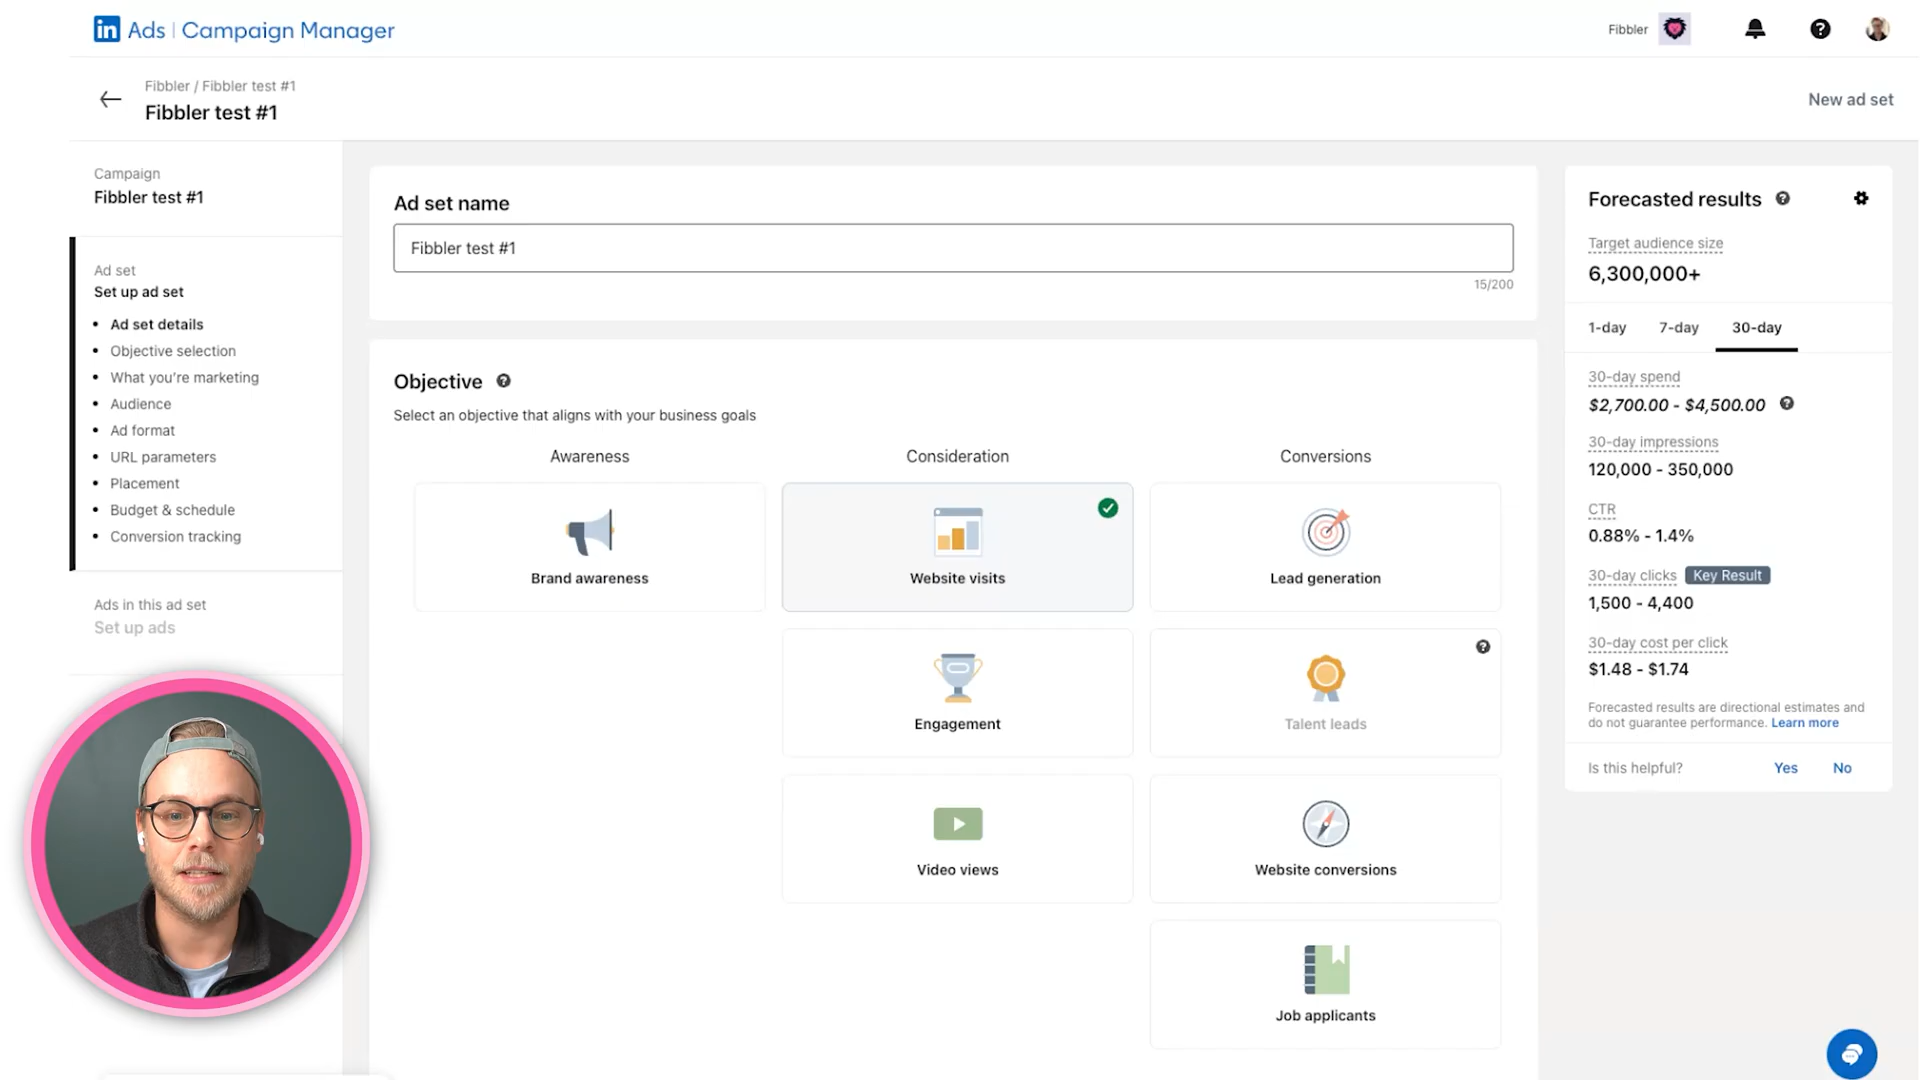 in Ads | Campaign Manager
Fibbler
Fibbler / Fibbler test #1
Fibbler test #1
New ad set
Campaign
Fibbler test #1
Ad set
Set up ad set
Ad set details
Objective selection
What you're marketing
Audience
Ad format
URL parameters
Placement
Budget & schedule
Conversion tracking
Ads in this ad set
Set up ads
Ad set name
Fibbler test #1
15/200
Objective
Select an objective that aligns with your business goals
Awareness
Consideration
Conversions
Brand awareness
Website visits
Lead generation
Engagement
Talent leads
Video views
Website conversions
Job applicants
Forecasted results
Target audience size
6,300,000+
1-day 7-day 30-day
30-day spend
$2,700.00 - $4,500.00
30-day impressions
120,000 - 350,000
CTR
0.88% - 1.4%
30-day clicks Key Result
1,500 - 4,400
30-day cost per click
$1.48 - $1.74
Forecasted results are directional estimates and
do not guarantee performance. Learn more
Is this helpful? Yes No